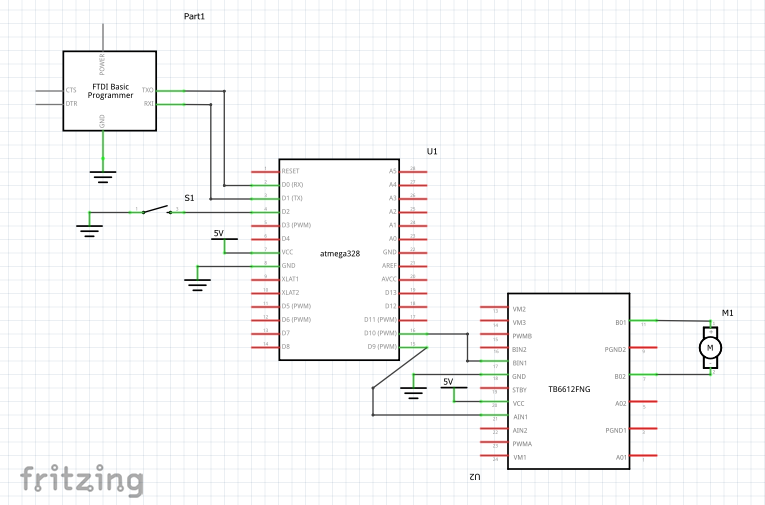 Part1
POWER
FTDI Basic
Programmer
CTS
DTR
TXO
RXI
GND
U1
atmega328
RESET
D0 (RX)
D1 (TX)
D2
D3 (PWM)
D4
VCC
GND
XLAT1
XLAT2
D5 (PWM)
D6 (PWM)
D7
D8
A5
A4
A3
A2
A1
A0
GND
AREF
AVCC
D13
D12
D11 (PWM)
D10 (PWM)
D9 (PWM)
S1
5V
TB6612FNG
VM2
VM3
PWMB
BIN2
BIN1
GND
STBY
VCC
AIN1
AIN2
PWMA
VM1
BO1
PGND2
BO2
AO2
PGND1
AO1
5V
M1
M
U2
fritzing